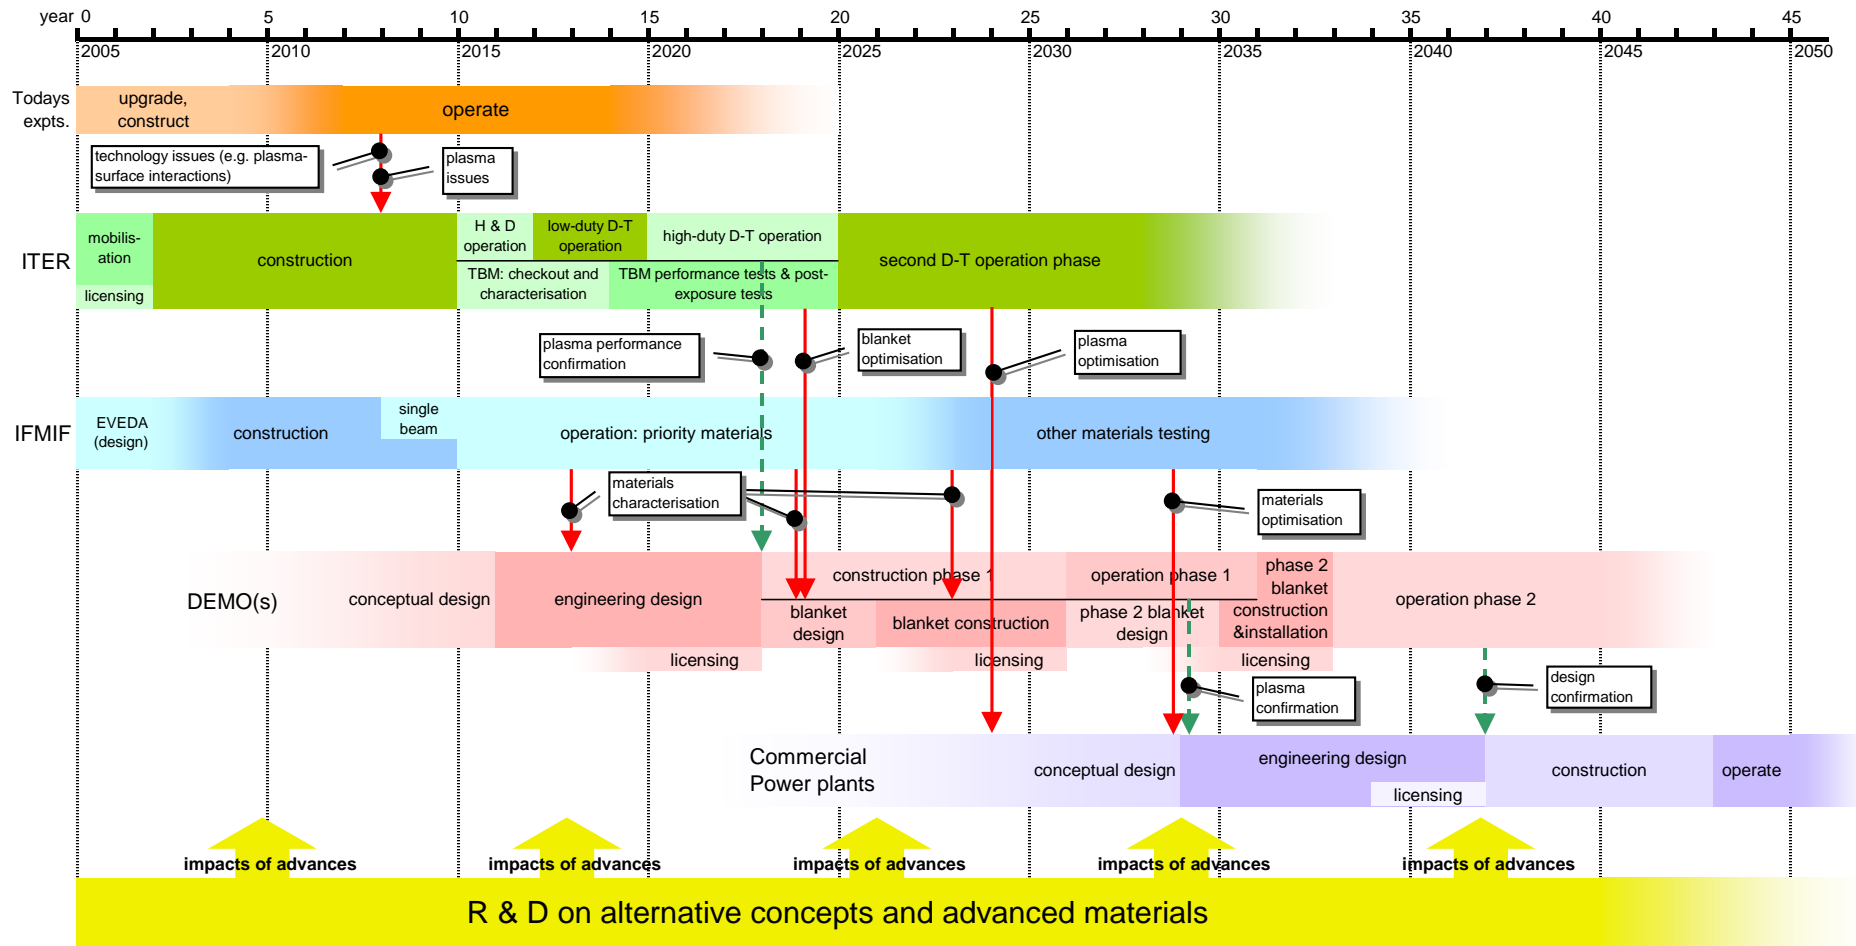 year 0 5 10 15 20 25 30 35 40 45
2005 2010 2015 2020 2025 2030 2035 2040 2045 2050
Todays
expts.
upgrade,
construct
operate
technology issues (e.g. plasma-
surface interactions)
plasma
issues
ITER
mobilis-
ation
licensing
construction
H & D
operation
low-duty D-T
operation
high-duty D-T operation
TBM: checkout and
characterisation
TBM performance tests & post-
exposure tests
second D-T operation phase
plasma performance
confirmation
blanket
optimisation
plasma
optimisation
IFMIF
EVEDA
(design)
construction
single
beam
operation: priority materials
other materials testing
materials
characterisation
materials
optimisation
DEMO(s)
conceptual design
engineering design
construction phase 1
operation phase 1
blanket
design
blanket construction
phase 2 blanket
design
phase 2
blanket
construction
&installation
operation phase 2
licensing
licensing
licensing
plasma
confirmation
design
confirmation
Commercial
Power plants
conceptual design
engineering design
licensing
construction
operate
impacts of advances
impacts of advances
impacts of advances
impacts of advances
impacts of advances
R & D on alternative concepts and advanced materials